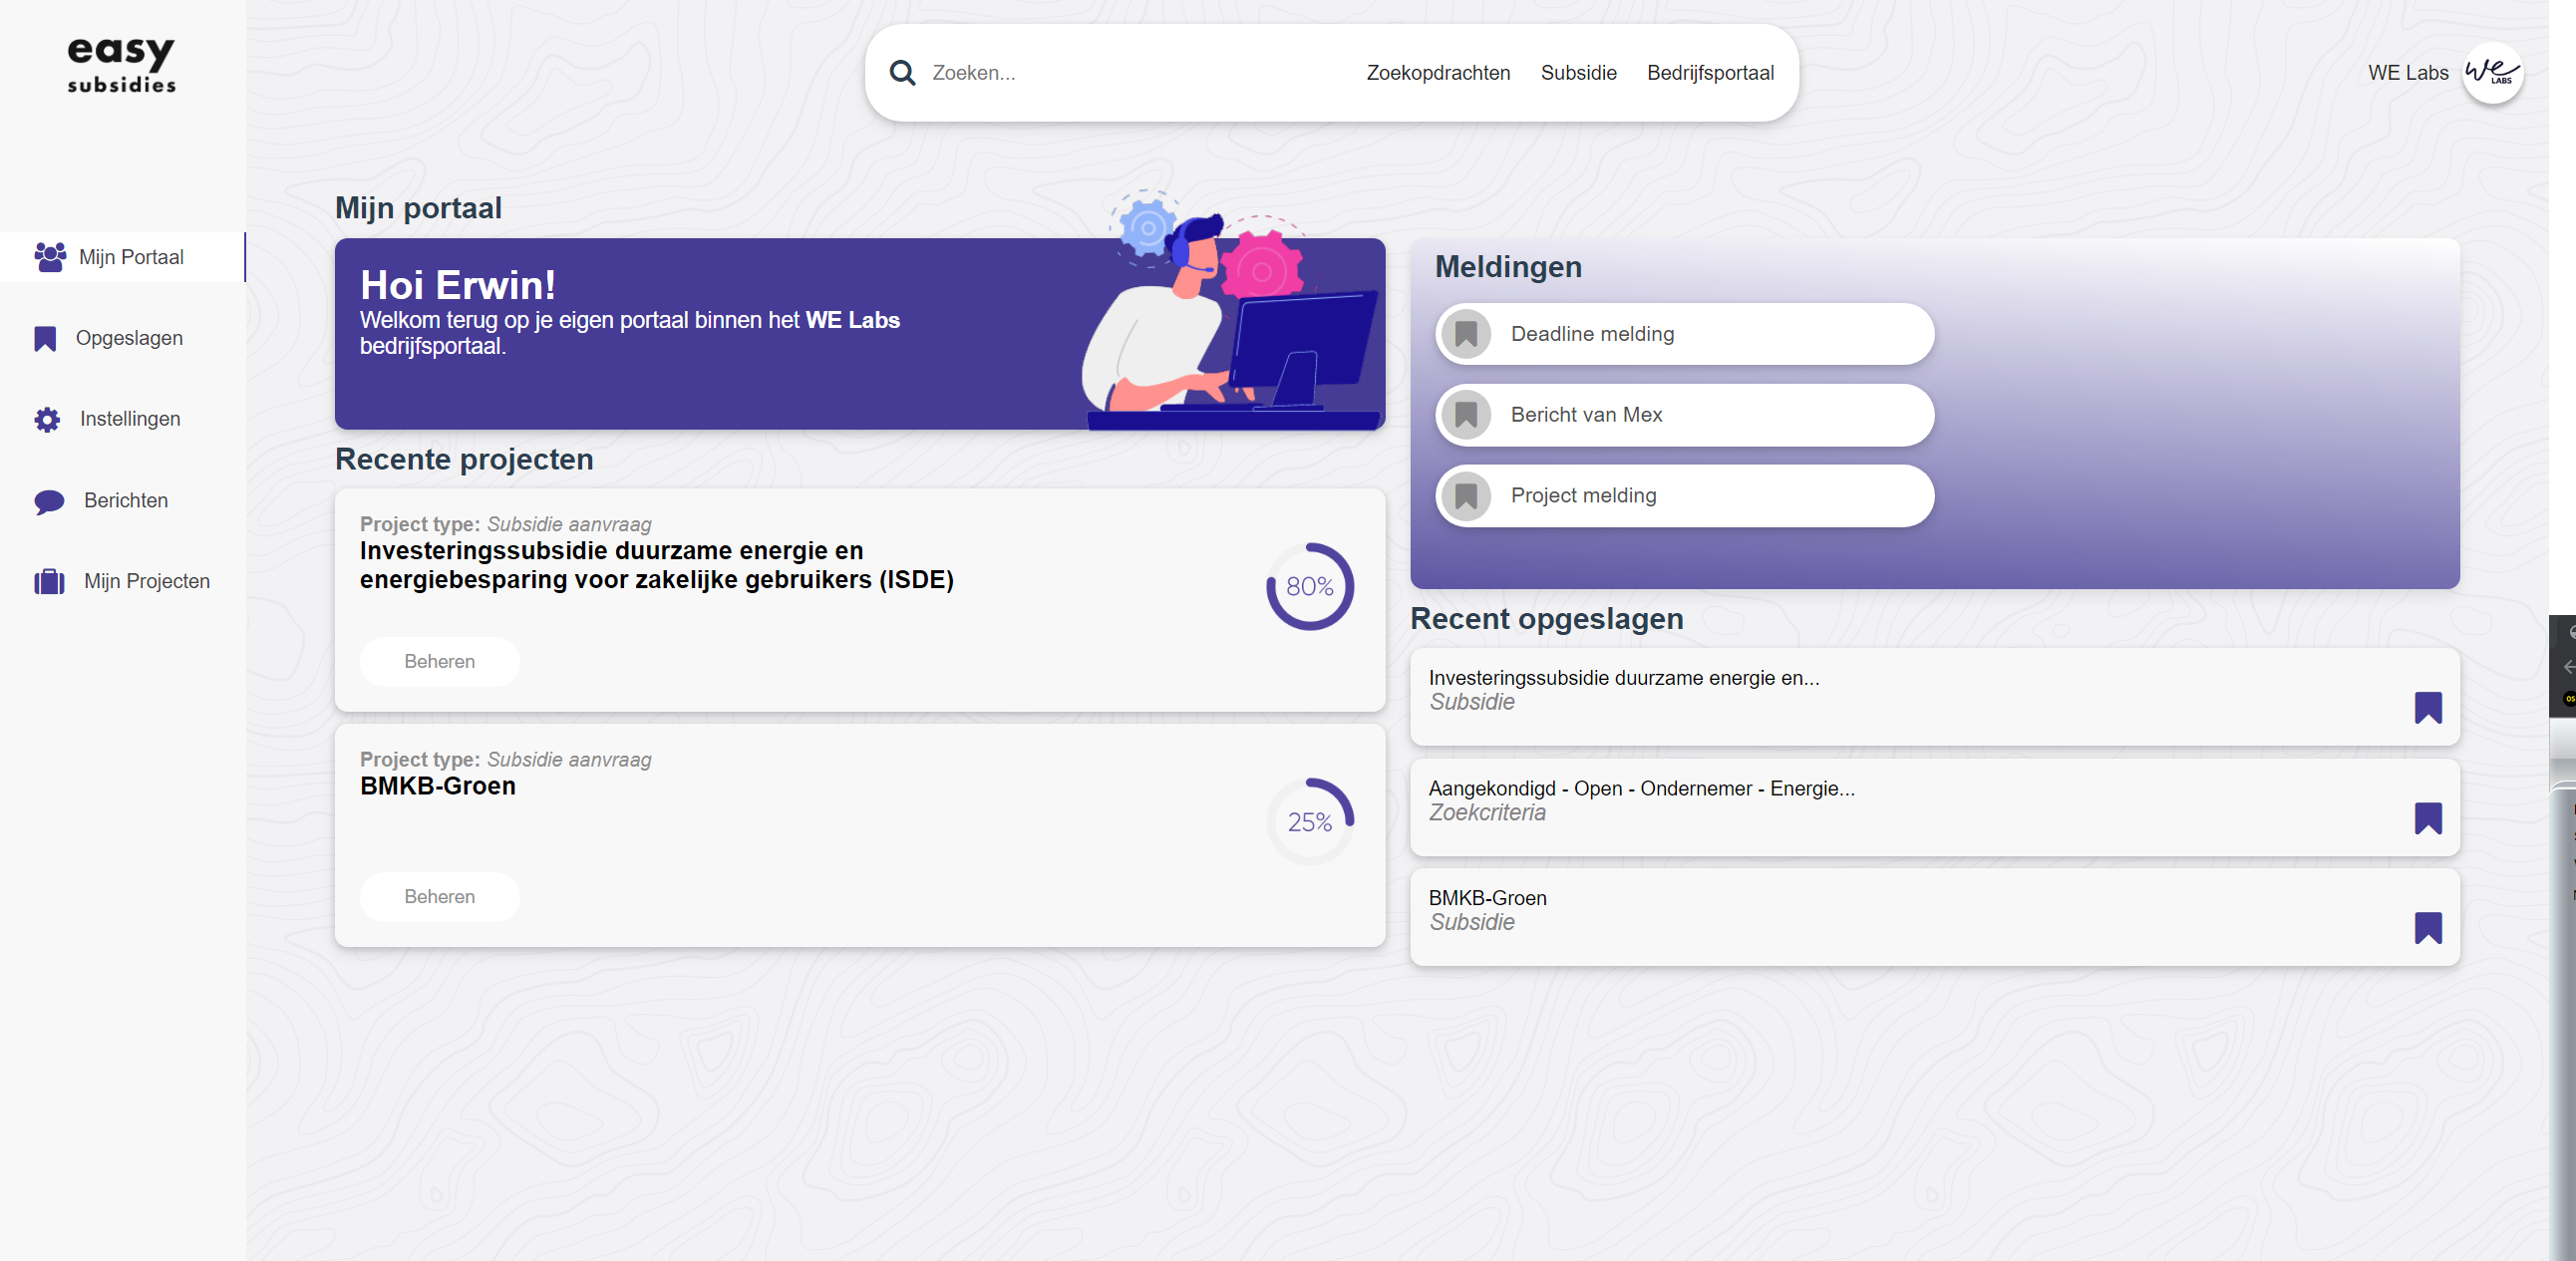 easy
subsidies
Zoeken...
Zoekopdrachten
Subsidie
Bedrijfsportaal
WE Labs
we
LABS
Mijn Portaal
Opgeslagen
Instellingen
Berichten
Mijn Projecten
Mijn portaal
Hoi Erwin!
Welkom terug op je eigen portaal binnen het WE Labs
bedrijfsportaal.
Recente projecten
Project type: Subsidie aanvraag
Investeringssubsidie duurzame energie en
energiebesparing voor zakelijke gebruikers (ISDE)
80%
Beheren
Project type: Subsidie aanvraag
BMKB-Groen
25%
Beheren
Meldingen
Deadline melding
Bericht van Mex
Project melding
Recent opgeslagen
Investeringssubsidie duurzame energie en...
Subsidie
Aangekondigd - Open - Ondernemer - Energie...
Zoekcriteria
BMKB-Groen
Subsidie